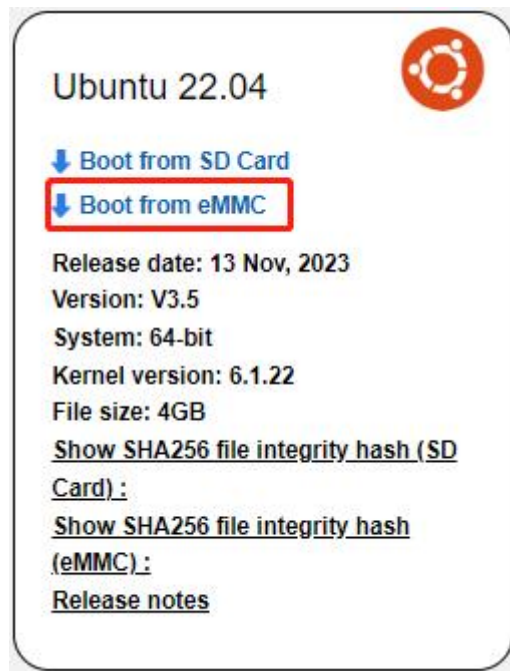 Ubuntu 22.04
Boot from SD Card
Boot from eMMC
Release date: 13 Nov, 2023
Version: V3.5
System: 64-bit
Kernel version: 6.1.22
File size: 4GB
Show SHA256 file integrity hash (SD
Card) :
Show SHA256 file integrity hash
(eMMC) :
Release notes